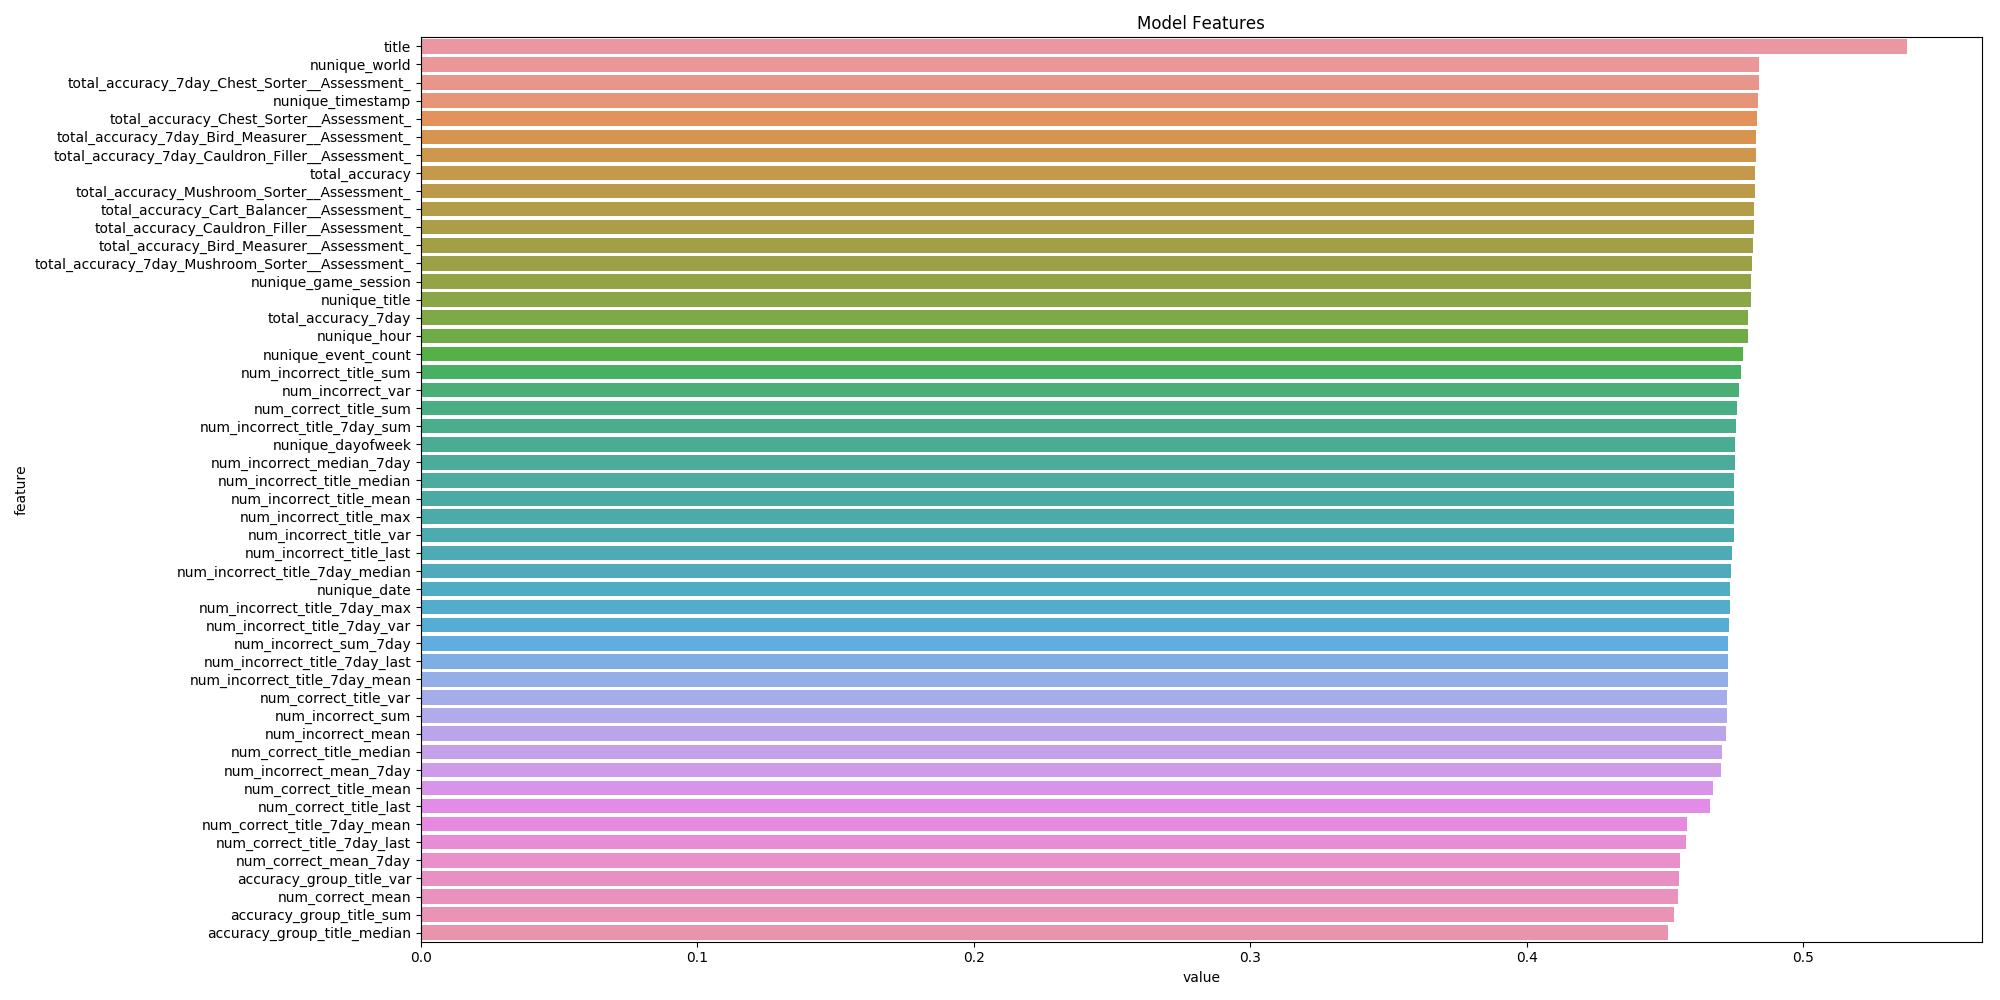 Model Features
title
nunique_world
total_accuracy_7day_Chest_Sorter__Assessment_
nunique_timestamp
total_accuracy_Chest_Sorter__Assessment_
total_accuracy_7day_Bird_Measurer__Assessment_
total_accuracy_7day_Cauldron_Filler__Assessment_
total_accuracy
total_accuracy_Mushroom_Sorter__Assessment_
total_accuracy_Cart_Balancer__Assessment_
total_accuracy_Cauldron_Filler__Assessment_
total_accuracy_Bird_Measurer__Assessment_
total_accuracy_7day_Mushroom_Sorter__Assessment_
nunique_game_session
nunique_title
total_accuracy_7day
nunique_hour
nunique_event_count
num_incorrect_title_sum
num_incorrect_var
num_correct_title_sum
num_incorrect_title_7day_sum
nunique_dayofweek
num_incorrect_median_7day
num_incorrect_title_median
num_incorrect_title_mean
num_incorrect_title_max
num_incorrect_title_var
num_incorrect_title_last
num_incorrect_title_7day_median
nunique_date
num_incorrect_title_7day_max
num_incorrect_title_7day_var
num_incorrect_sum_7day
num_incorrect_title_7day_last
num_incorrect_title_7day_mean
num_correct_title_var
num_incorrect_sum
num_incorrect_mean
num_correct_title_median
num_incorrect_mean_7day
num_correct_title_mean
num_correct_title_last
num_correct_title_7day_mean
num_correct_title_7day_last
num_correct_mean_7day
accuracy_group_title_var
num_correct_mean
accuracy_group_title_sum
accuracy_group_title_median
feature
0.0 0.1 0.2 0.3 0.4 0.5
value